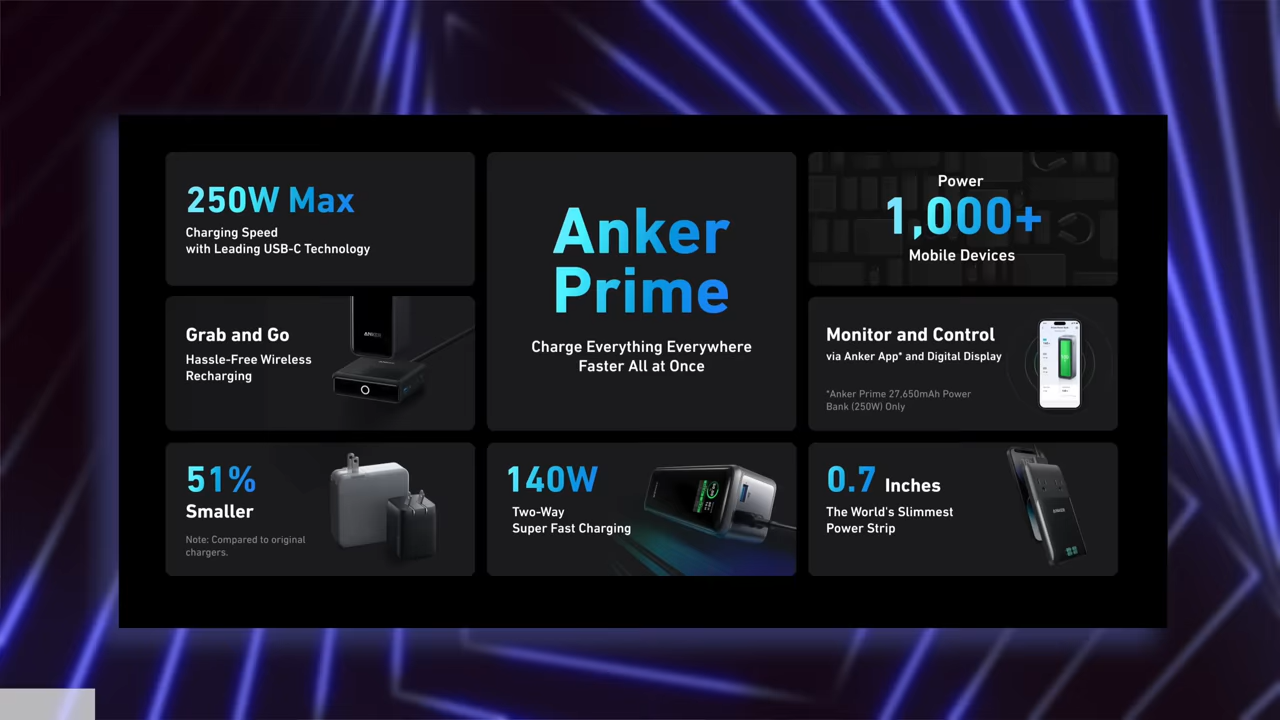 250W Max
Charging Speed
with Leading USB-C Technology
Grab and Go
Hassle-Free Wireless
Recharging
ANKER
51%
Smaller
Note: Compared to original
chargers.
Anker
Prime
Charge Everything Everywhere
Faster All at Once
140W
Two-Way
Super Fast Charging
Power
1,000+
Mobile Devices
Monitor and Control
via Anker App* and Digital Display
*Anker Prime 27,650mAh Power
Bank (250W) Only
0.7 Inches
The World's Slimmest
Power Strip
ANKER